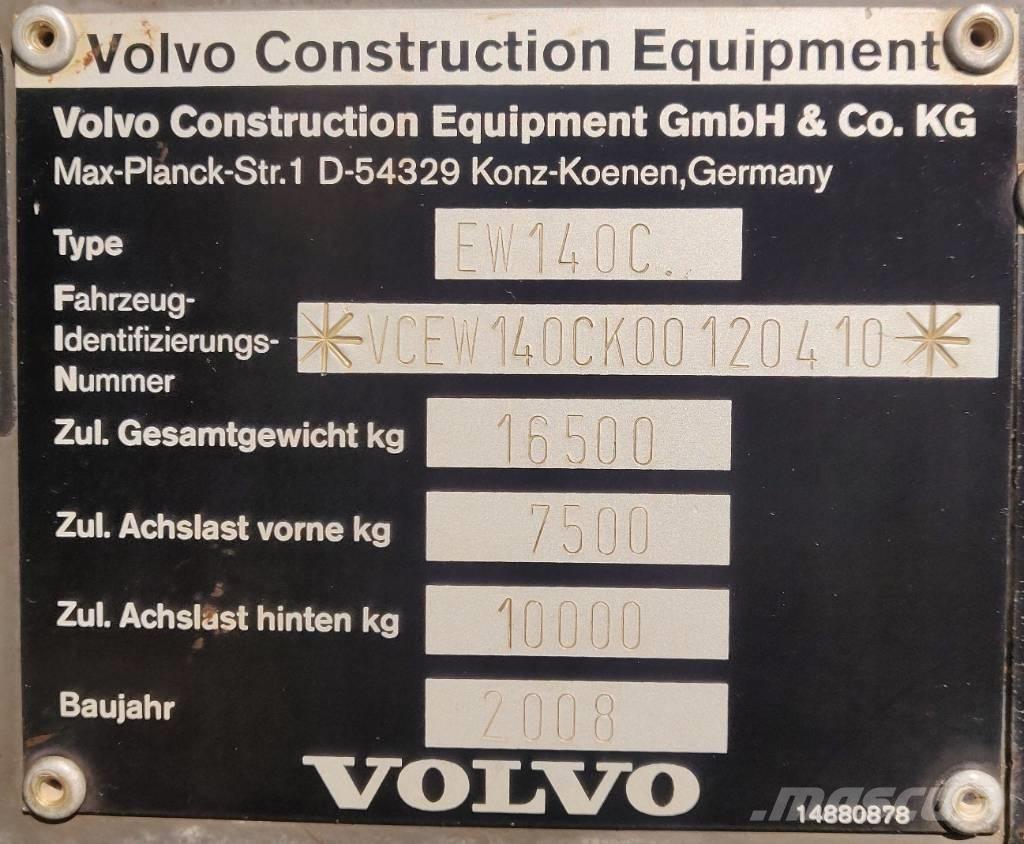 Volvo Construction Equipment
Volvo Construction Equipment GmbH & Co. KG
Max-Planck-Str.1 D-54329 Konz-Koenen,Germany
Type EW140C..
Fahrzeug-
Identifizierungs- *VCEW140CK00120410*
Nummer
Zul. Gesamtgewicht kg 16500
Zul. Achslast vorne kg 7500
Zul. Achslast hinten kg 10000
Baujahr 2008
VOLVO
14880878
mascus